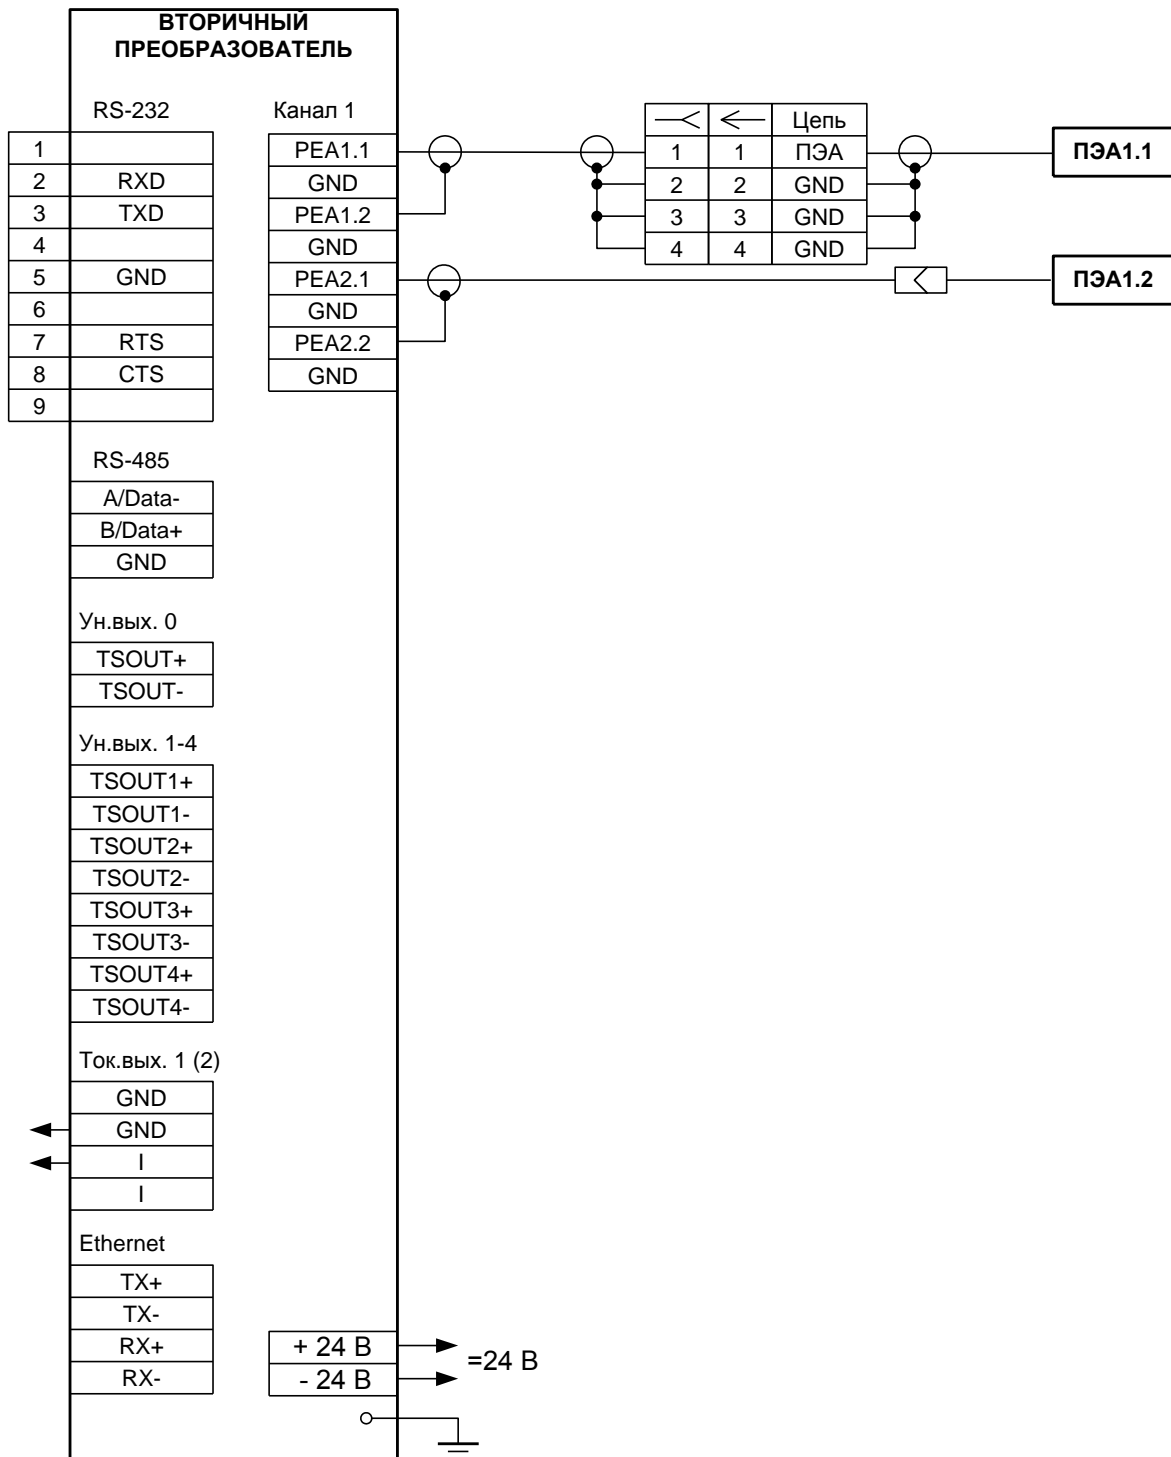 ВТОРИЧНЫЙ
ПРЕОБРАЗОВАТЕЛЬ
RS-232
1
2 RXD
3 TXD
4
5 GND
6
7 RTS
8 CTS
9
Канал 1
PEA1.1
GND
PEA1.2
GND
PEA2.1
GND
PEA2.2
GND
Цепь
1 1 ПЭА
2 2 GND
3 3 GND
4 4 GND
ПЭА1.1
ПЭА1.2
RS-485
A/Data-
B/Data+
GND
Ун.вых. 0
TSOUT+
TSOUT-
Ун.вых. 1-4
TSOUT1+
TSOUT1-
TSOUT2+
TSOUT2-
TSOUT3+
TSOUT3-
TSOUT4+
TSOUT4-
Ток.вых. 1 (2)
GND
GND
I
I
Ethernet
TX+
TX-
RX+
RX-
+ 24 В
- 24 В
=24 В